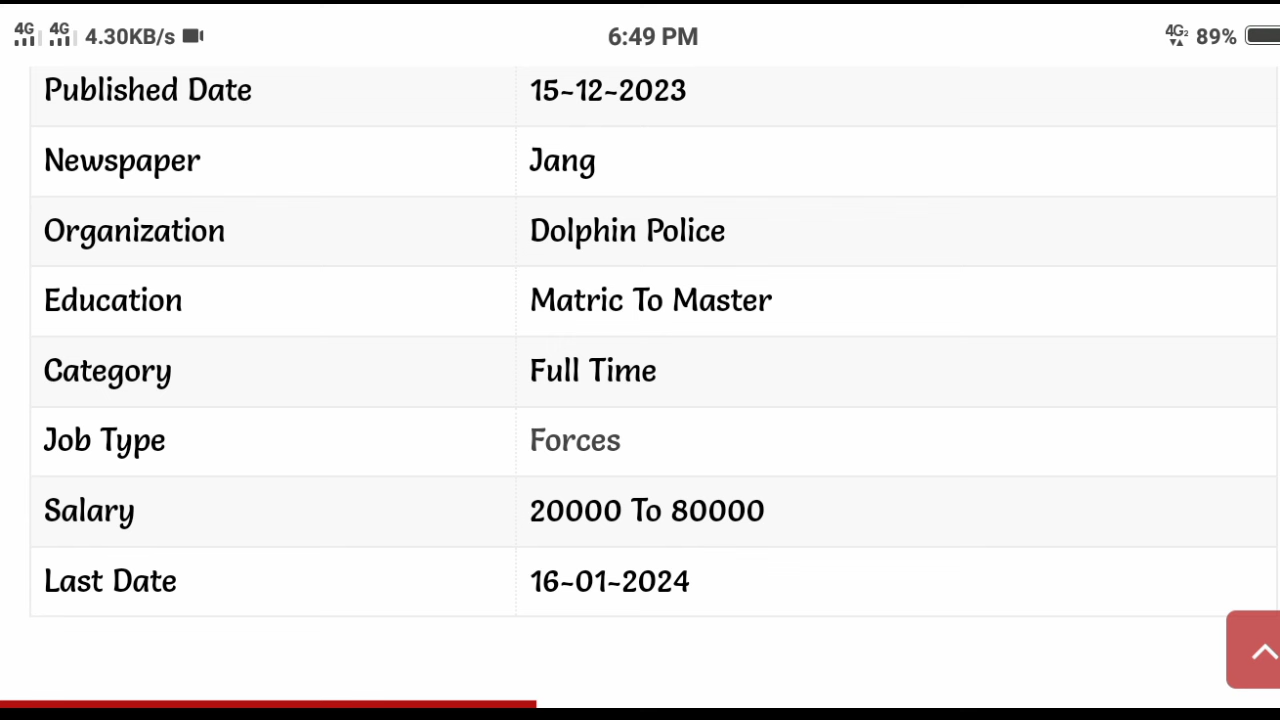 4G 4G 4.30KB/s 6:49 PM 4G² 89%
Published Date 15~12~2023
Newspaper Jang
Organization Dolphin Police
Education Matric To Master
Category Full Time
Job Type Forces
Salary 20000 To 80000
Last Date 16~01~2024